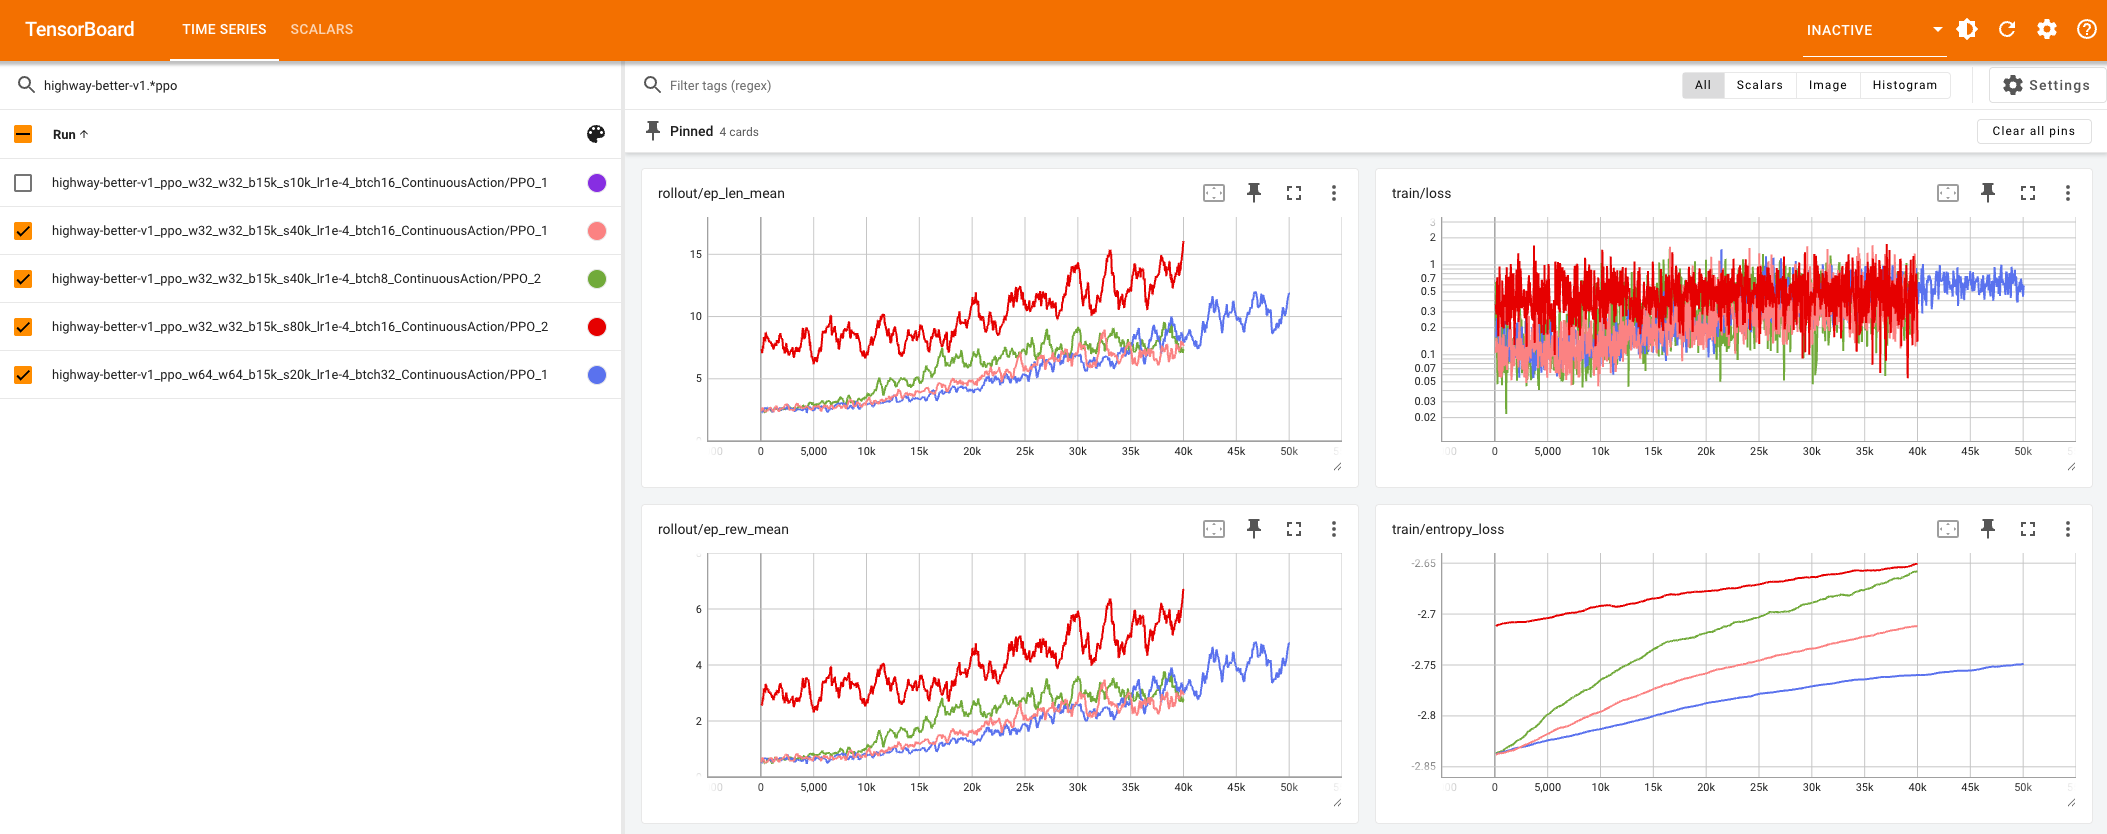 TensorBoard
TIME SERIES
SCALARS
INACTIVE
highway-better-v1.*ppo
Run
highway-better-v1_ppo_w32_w32_b15k_s10k_lr1e-4_btch16_ContinuousAction/PPO_1
highway-better-v1_ppo_w32_w32_b15k_s40k_lr1e-4_btch16_ContinuousAction/PPO_1
highway-better-v1_ppo_w32_w32_b15k_s40k_lr1e-4_btch8_ContinuousAction/PPO_2
highway-better-v1_ppo_w32_w32_b15k_s80k_lr1e-4_btch16_ContinuousAction/PPO_2
highway-better-v1_ppo_w64_w64_b15k_s20k_lr1e-4_btch32_ContinuousAction/PPO_1
Filter tags (regex)
All
Scalars
Image
Histogram
Settings
Pinned 4 cards
Clear all pins
rollout/ep_len_mean
15
10
5
0 5,000 10k 15k 20k 25k 30k 35k 40k 45k 50k
train/loss
3
2
1
0.7
0.5
0.3
0.2
0.1
0.07
0.05
0.03
0.02
0 5,000 10k 15k 20k 25k 30k 35k 40k 45k 50k
rollout/ep_rew_mean
6
4
2
0 5,000 10k 15k 20k 25k 30k 35k 40k 45k 50k
train/entropy_loss
-2.65
-2.7
-2.75
-2.8
-2.85
0 5,000 10k 15k 20k 25k 30k 35k 40k 45k 50k